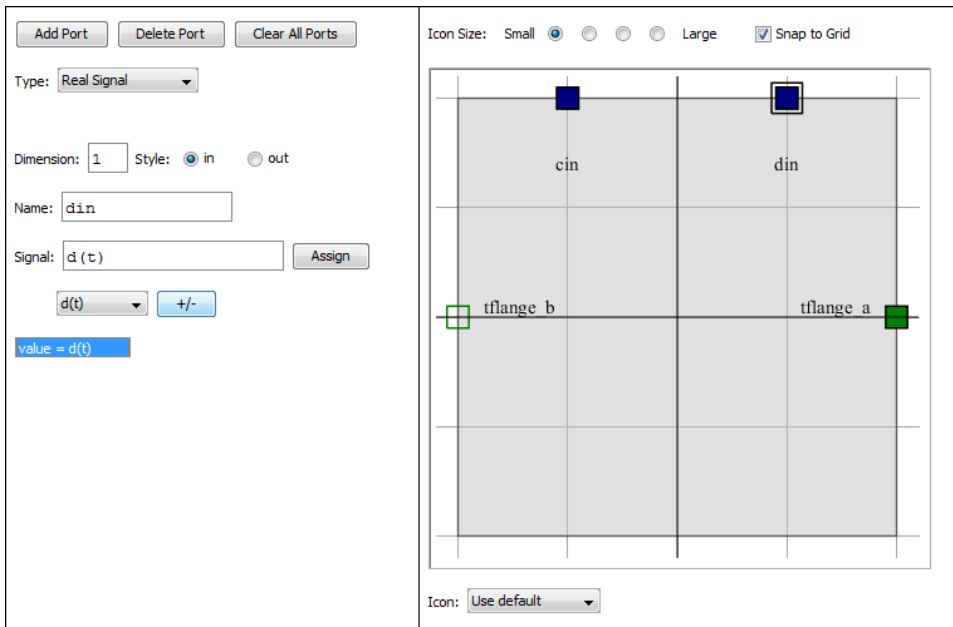 Add Port Delete Port Clear All Ports
Type: Real Signal
Dimension: 1 Style: in out
Name: din
Signal: d(t) Assign
d(t) +/-
value = d(t)
Icon Size: Small Large Snap to Grid
cin din
tflange_b tflange_a
Icon: Use default